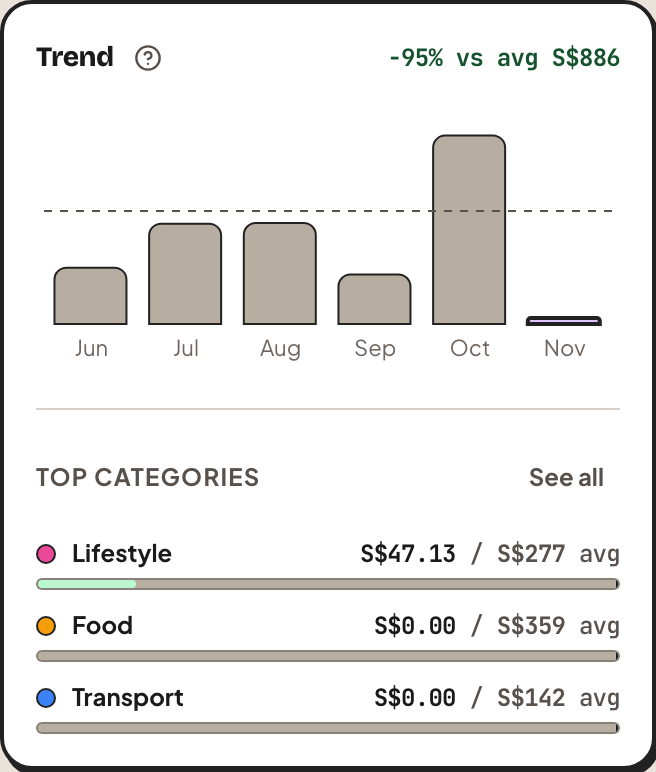 Trend ? -95% vs avg S$886
Jun Jul Aug Sep Oct Nov
TOP CATEGORIES See all
Lifestyle S$47.13 / S$277 avg
Food S$0.00 / S$359 avg
Transport S$0.00 / S$142 avg